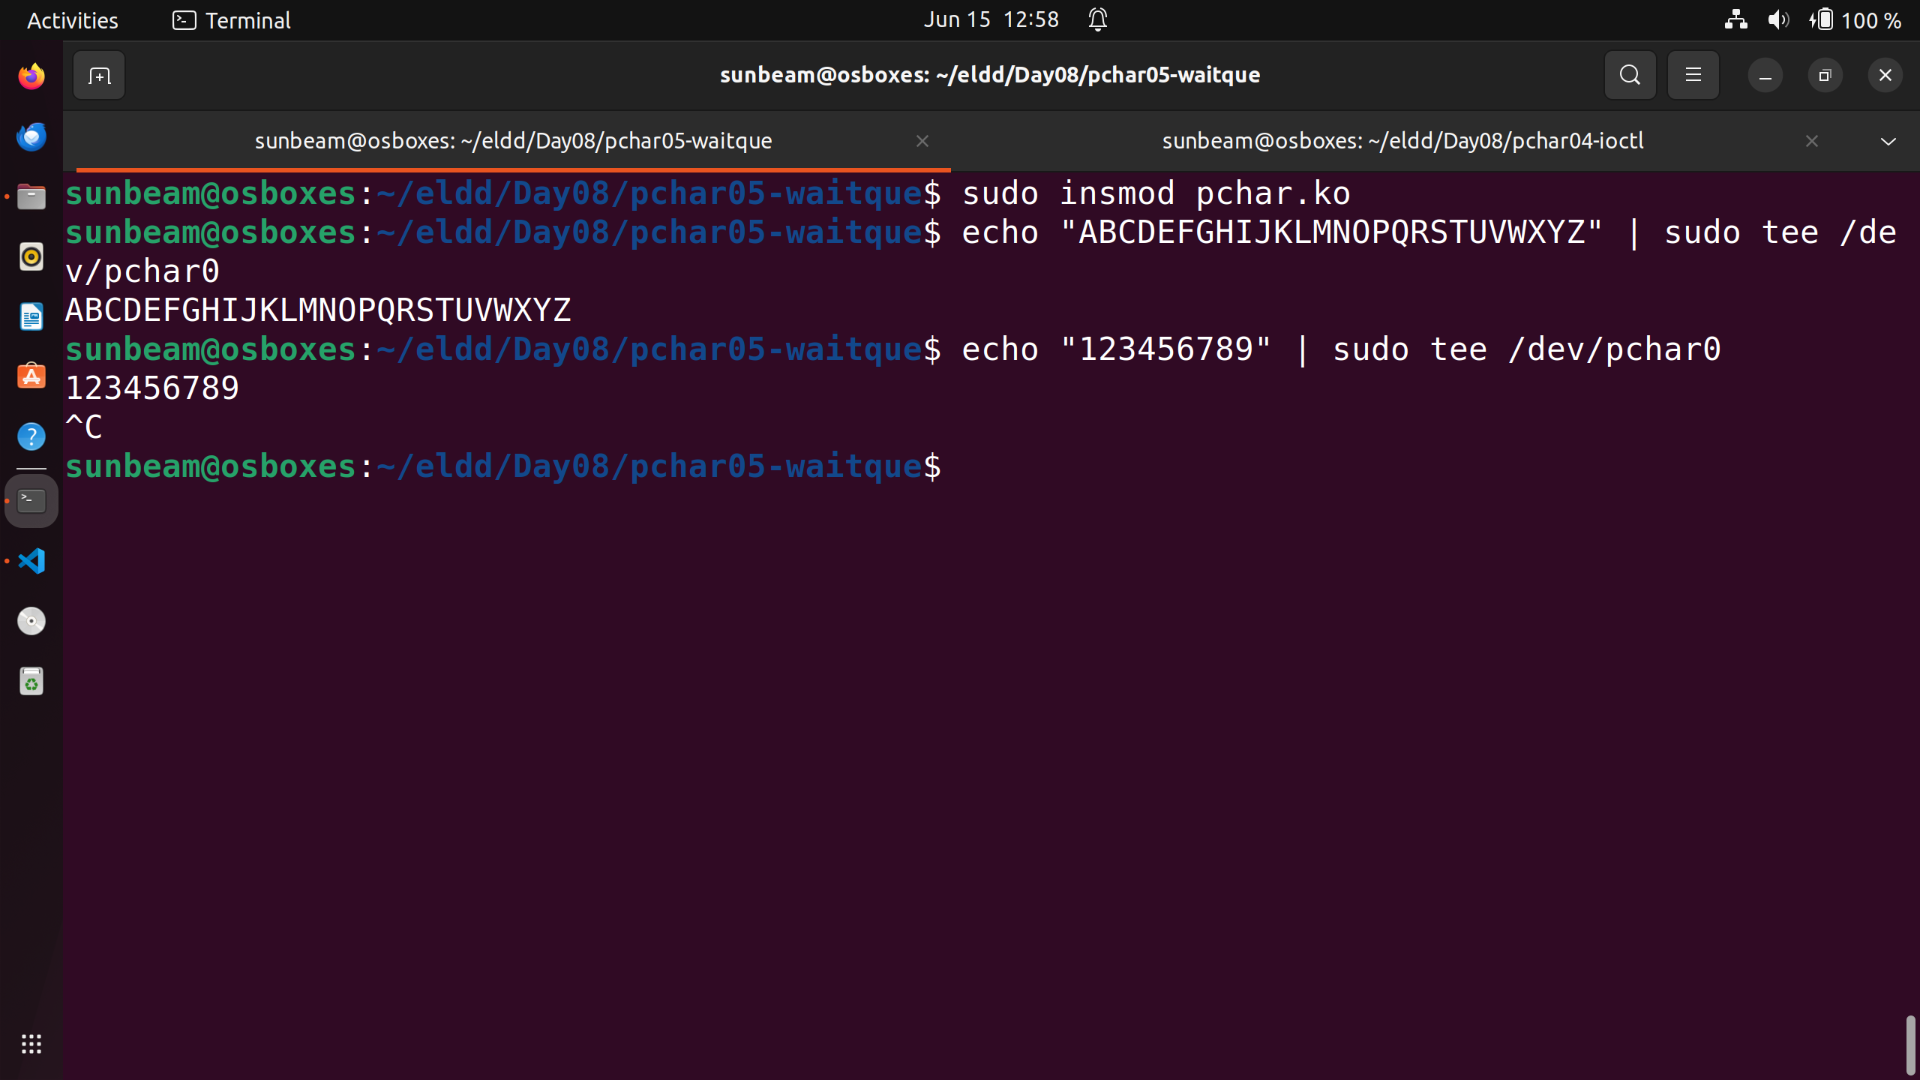 Activities
Terminal
Jun 15 12:58
100 %
sunbeam@osboxes: ~/eldd/Day08/pchar05-waitque
sunbeam@osboxes: ~/eldd/Day08/pchar05-waitque
sunbeam@osboxes: ~/eldd/Day08/pchar04-ioctl
sunbeam@osboxes:~/eldd/Day08/pchar05-waitque$ sudo insmod pchar.ko
sunbeam@osboxes:~/eldd/Day08/pchar05-waitque$ echo "ABCDEFGHIJKLMNOPQRSTUVWXYZ" | sudo tee /de
v/pchar0
ABCDEFGHIJKLMNOPQRSTUVWXYZ
sunbeam@osboxes:~/eldd/Day08/pchar05-waitque$ echo "123456789" | sudo tee /dev/pchar0
123456789
^C
sunbeam@osboxes:~/eldd/Day08/pchar05-waitque$